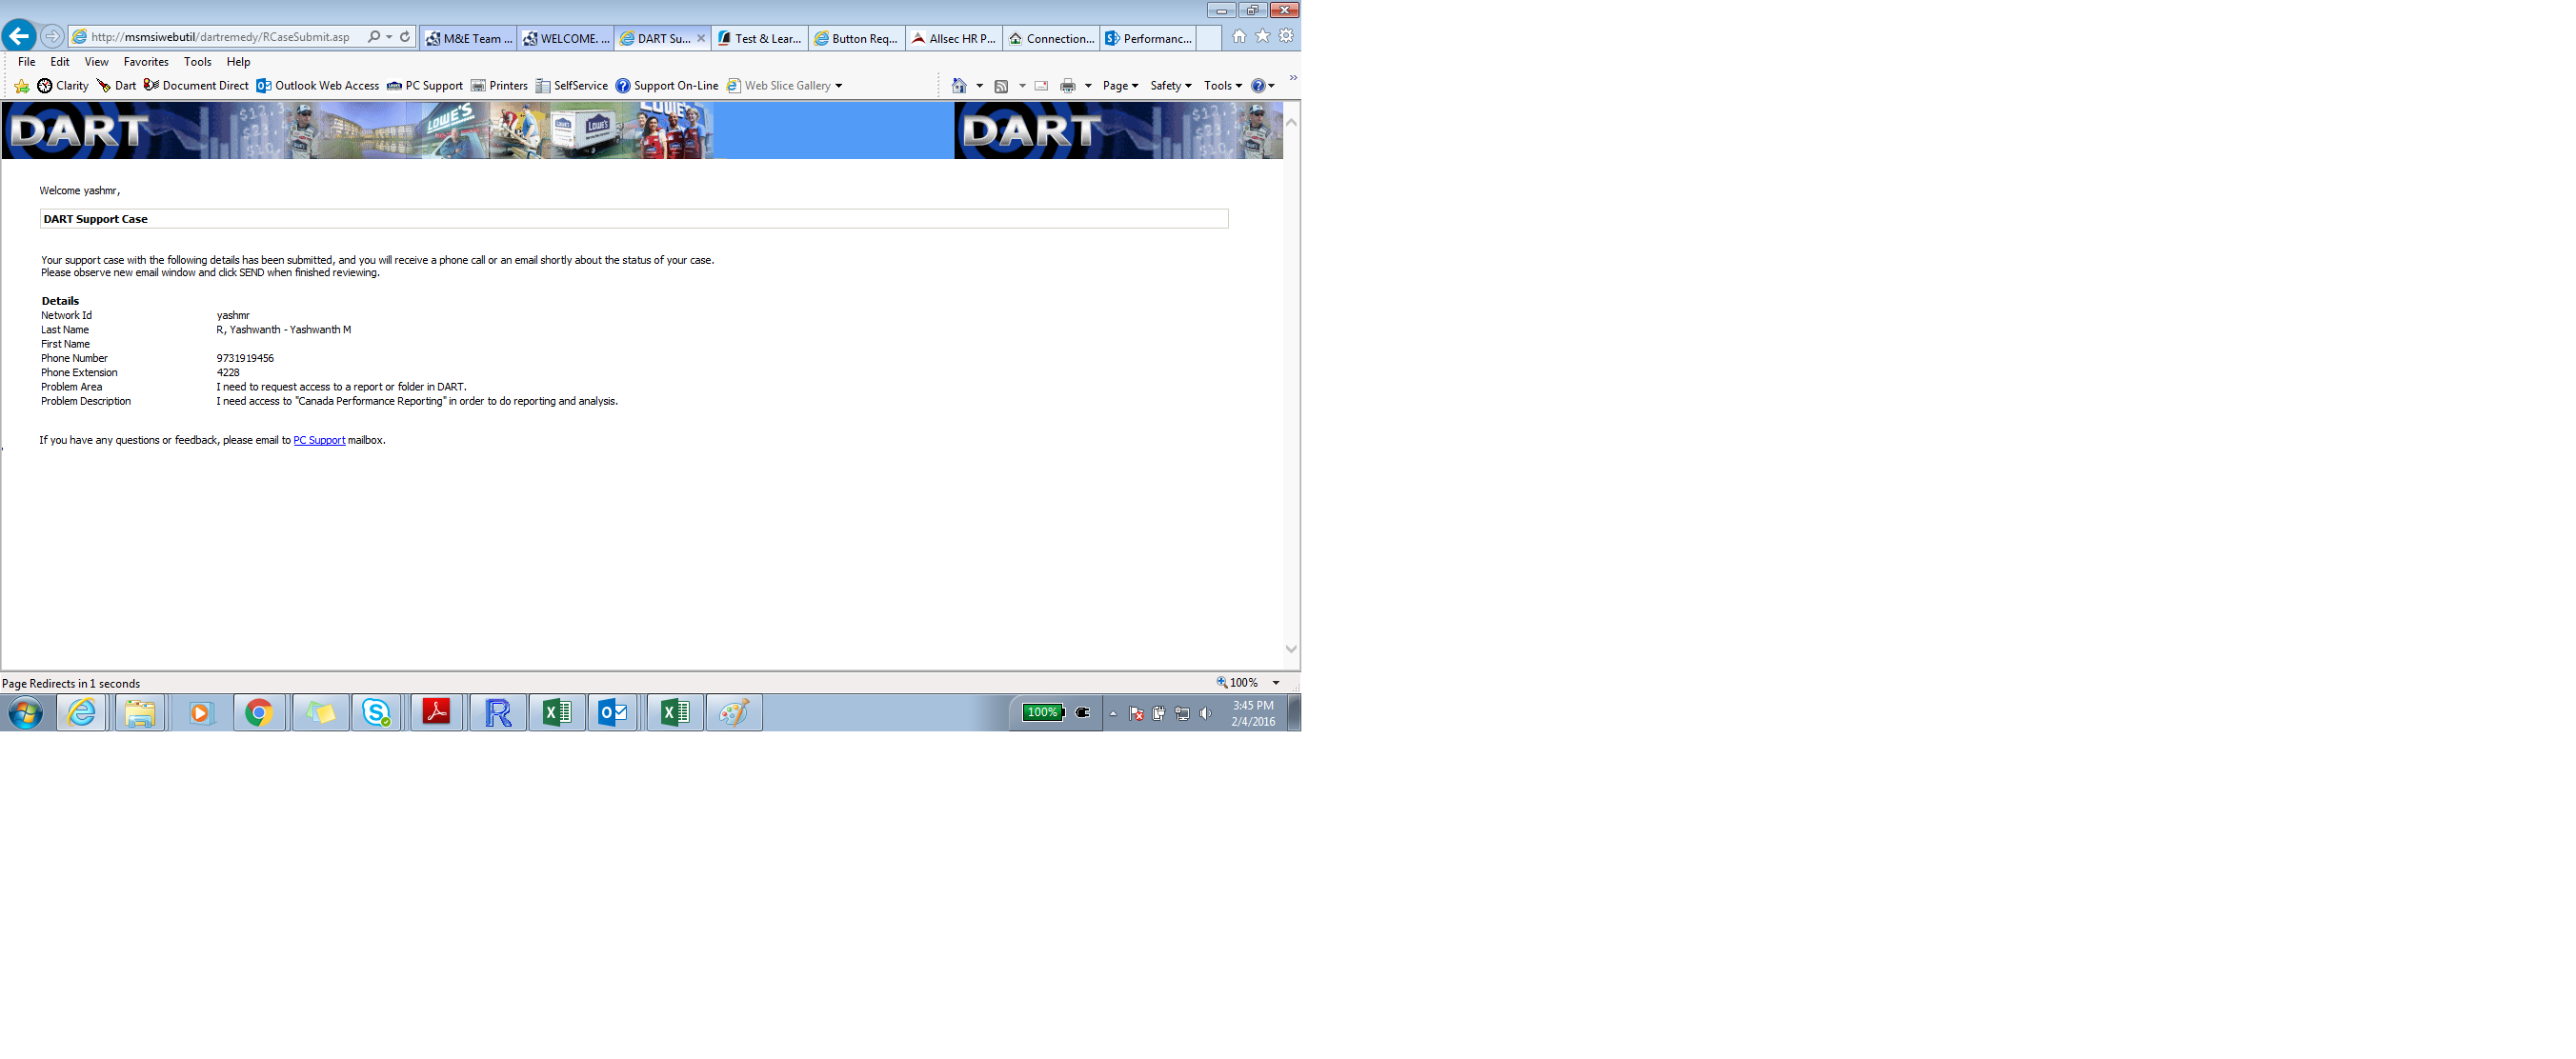 http://msmsiwebutil/dartremedy/RCaseSubmit.asp
M&E Team ...
WELCOME. ...
DART Su...
Test & Lear...
Button Req...
Allsec HR P...
Connection...
Performanc...
File Edit View Favorites Tools Help
Clarity Dart Document Direct Outlook Web Access PC Support Printers SelfService Support On-Line Web Slice Gallery
Page Safety Tools
DART
LOWE'S
LOWE'S
DART
Welcome yashmr,
DART Support Case
Your support case with the following details has been submitted, and you will receive a phone call or an email shortly about the status of your case.
Please observe new email window and click SEND when finished reviewing.
Details
Network Id yashmr
Last Name R, Yashwanth - Yashwanth M
First Name
Phone Number 9731919456
Phone Extension 4228
Problem Area I need to request access to a report or folder in DART.
Problem Description I need access to "Canada Performance Reporting" in order to do reporting and analysis.
If you have any questions or feedback, please email to PC Support mailbox.
Page Redirects in 1 seconds
100%
100%
3:45 PM
2/4/2016